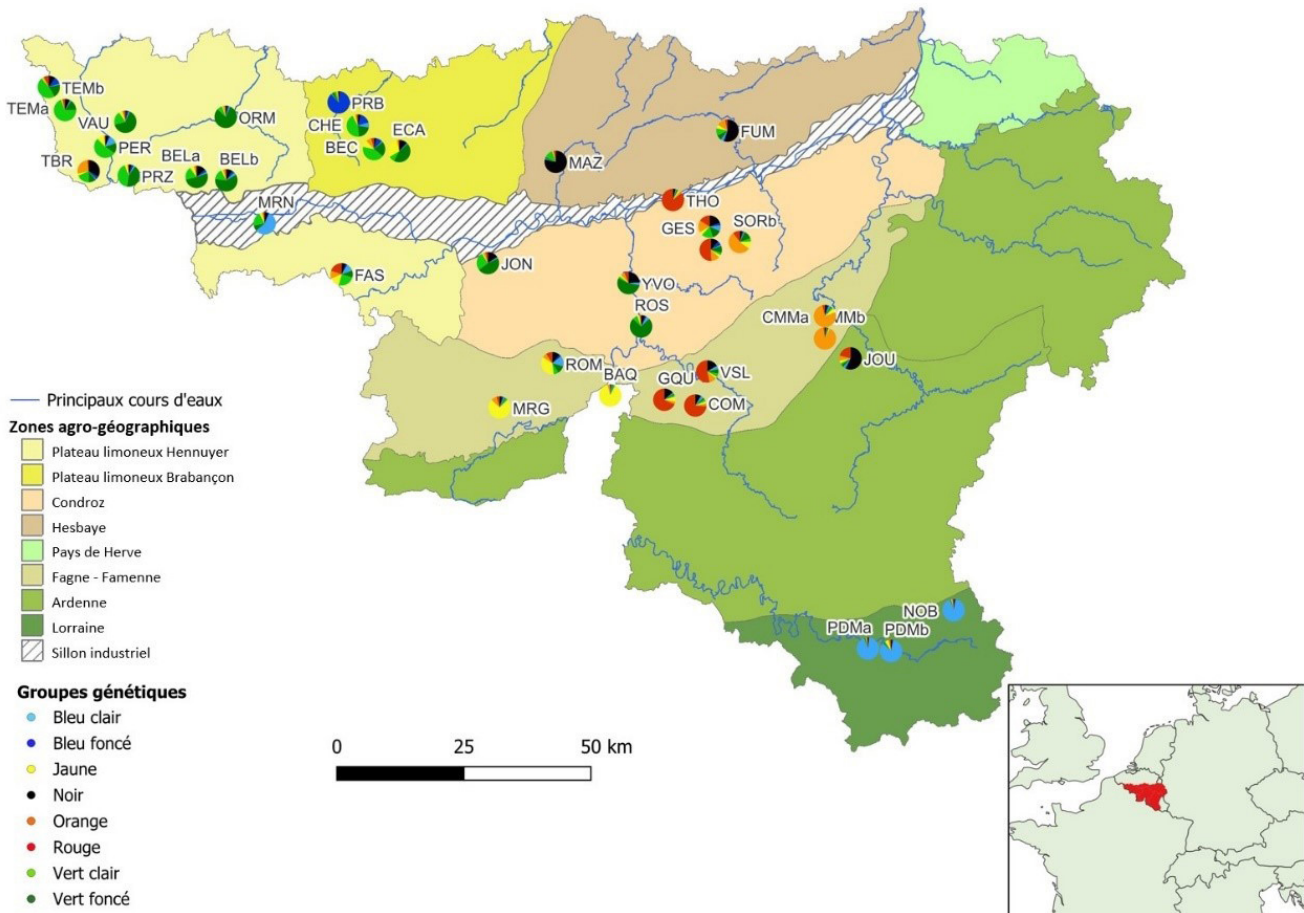 TEMb
TEMa
VAU
ORM
PER
TBR
PRZ
BELa
BELb
PRB
CHE
ECA
BEC
MAZ
FUM
MRN
THO
GES
SORb
JON
FAS
YVO
ROS
CMMa
MMb
JOU
ROM
BAQ
GQU
VSL
MRG
COM
NOB
PDMa
PDMb
Principaux cours d'eaux
Zones agro-géographiques
Plateau limoneux Hennuyer
Plateau limoneux Brabançon
Condroz
Hesbaye
Pays de Herve
Fagne - Famenne
Ardenne
Lorraine
Sillon industriel
Groupes génétiques
Bleu clair
Bleu foncé
Jaune
Noir
Orange
Rouge
Vert clair
Vert foncé
0 25 50 km